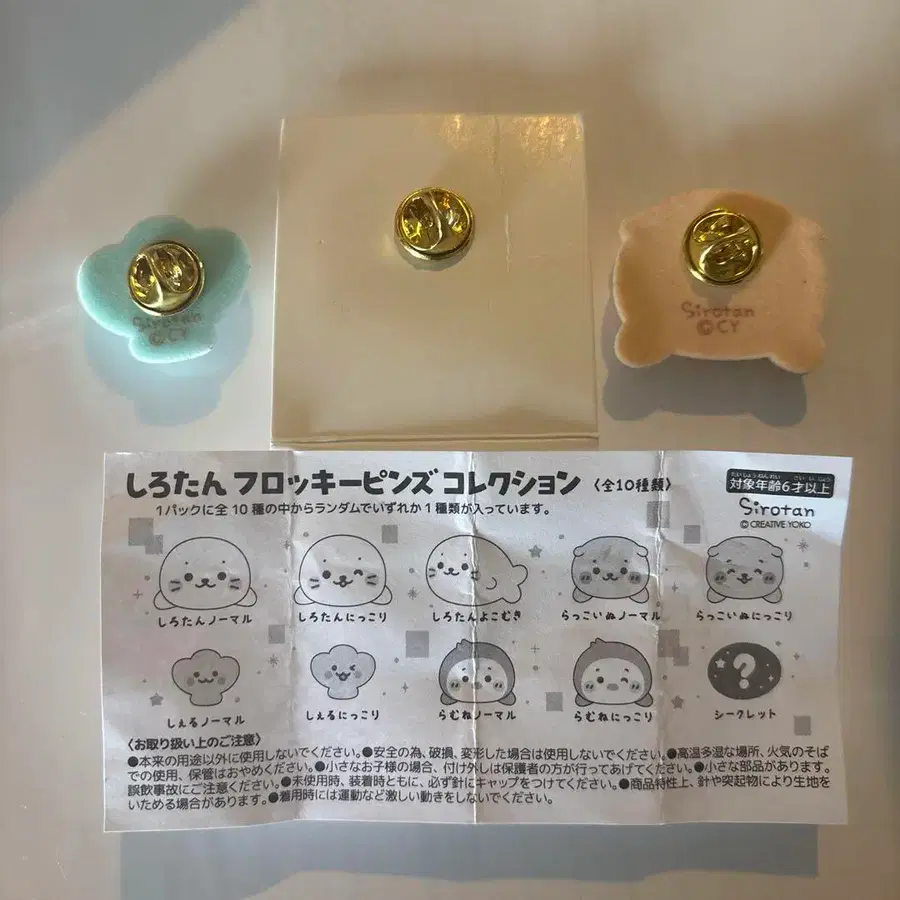 Sirotan
©CY
Sirotan
©CY
しろたん フロッキーピンズ コレクション 〈全10種類〉
たいしょうねんれい さいいじょう
対象年齢6才以上
1パックに全10種の中からランダムでいずれか1種類が入っています。
Sirotan
© CREATIVE YOKO
しろたんノーマル
しろたんにっこり
しろたんよこむき
らっこいぬノーマル
らっこいぬにっこり
?
しぇるノーマル
しぇるにっこり
らむねノーマル
らむねにっこり
シークレット
〈お取り扱い上のご注意〉
●本来の用途以外に使用しないでください。●安全の為、破損、変形した場合は使用しないでください。●高温多湿な場所、火気のそば
での使用、保管はおやめください。●小さなお子様の場合、付け外しは保護者の方が行ってあげてください。●小さな部品があります。
誤飲事故にご注意ください。●未使用時、装着時ともに、必ず針にキャップをつけてください。●商品特性上、針や突起物により生地を
いためる場合があります。●着用時には運動など激しい動きをしないでください。